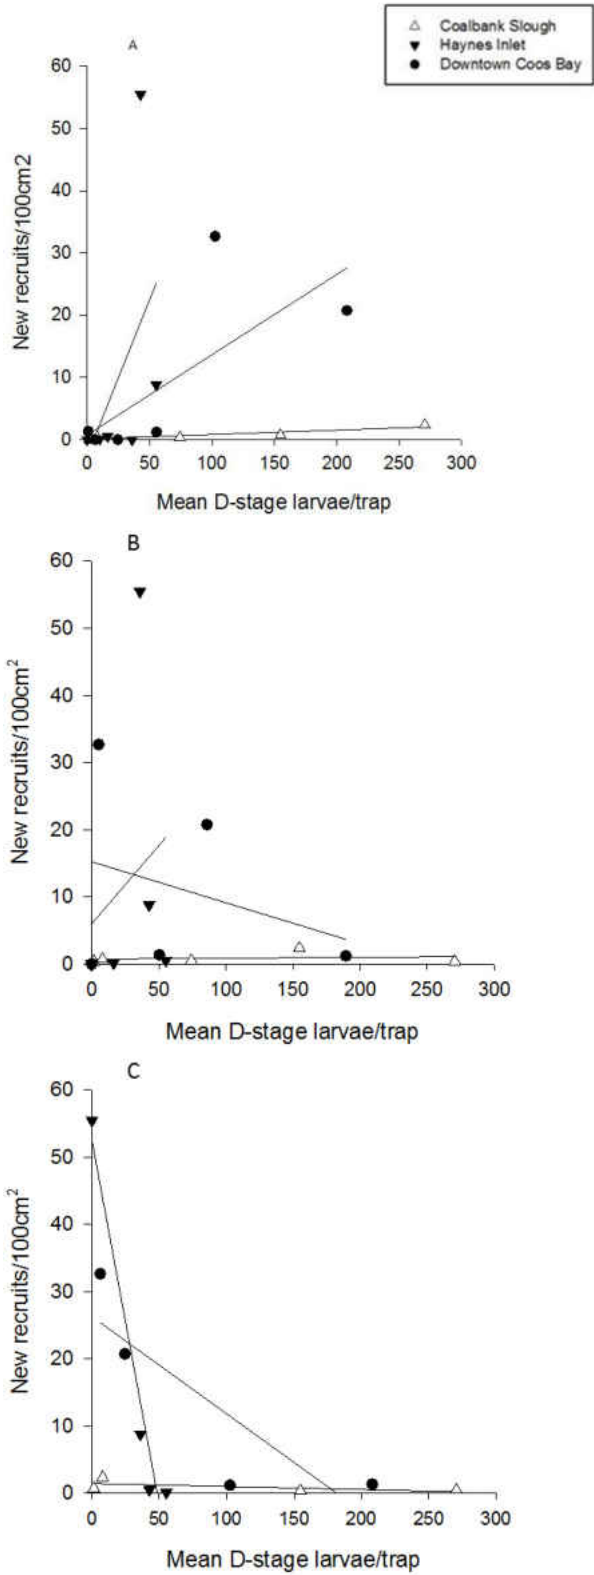 Coalbank Slough
Haynes Inlet
Downtown Coos Bay
A
60
50
40
30
20
10
0
New recruits/100cm2
0 50 100 150 200 250 300
Mean D-stage larvae/trap
B
60
50
40
30
20
10
0
New recruits/100cm²
0 50 100 150 200 250 300
Mean D-stage larvae/trap
C
60
50
40
30
20
10
0
New recruits/100cm²
0 50 100 150 200 250 300
Mean D-stage larvae/trap